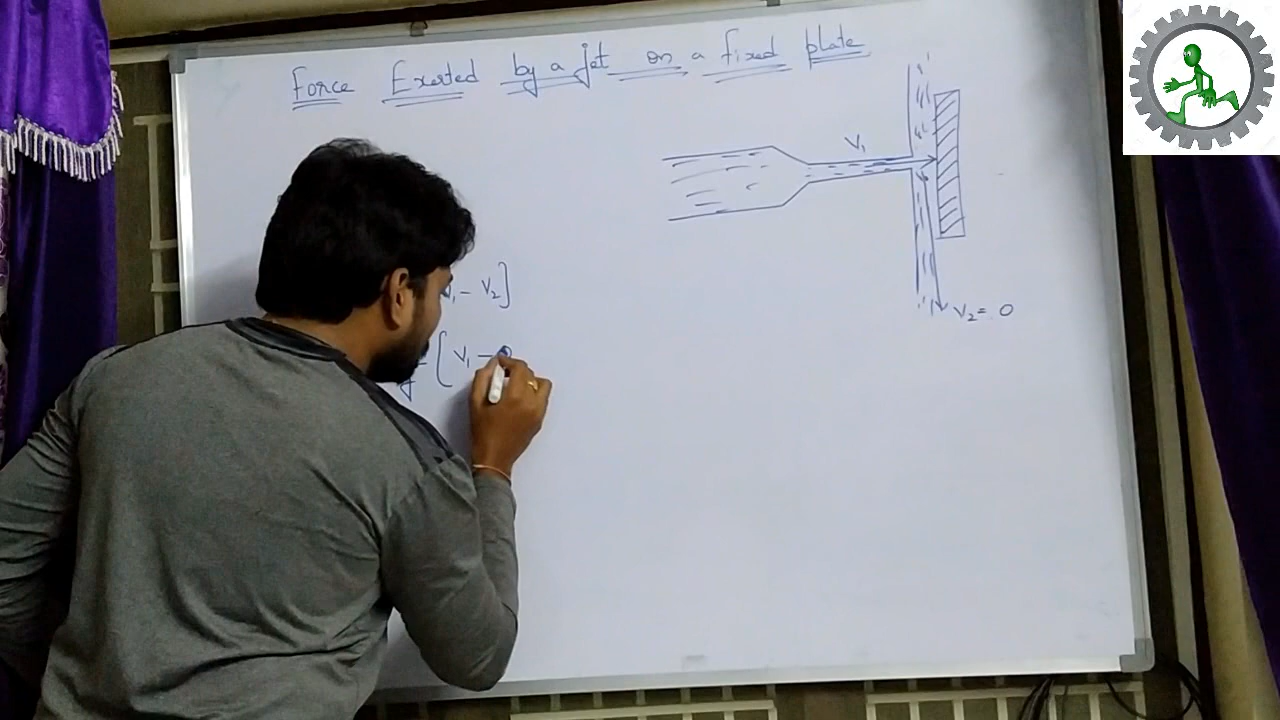 Force Exerted by a jet on a fixed plate
V₁
V₁ - V₂]
[V₁ -
V₂ = 0